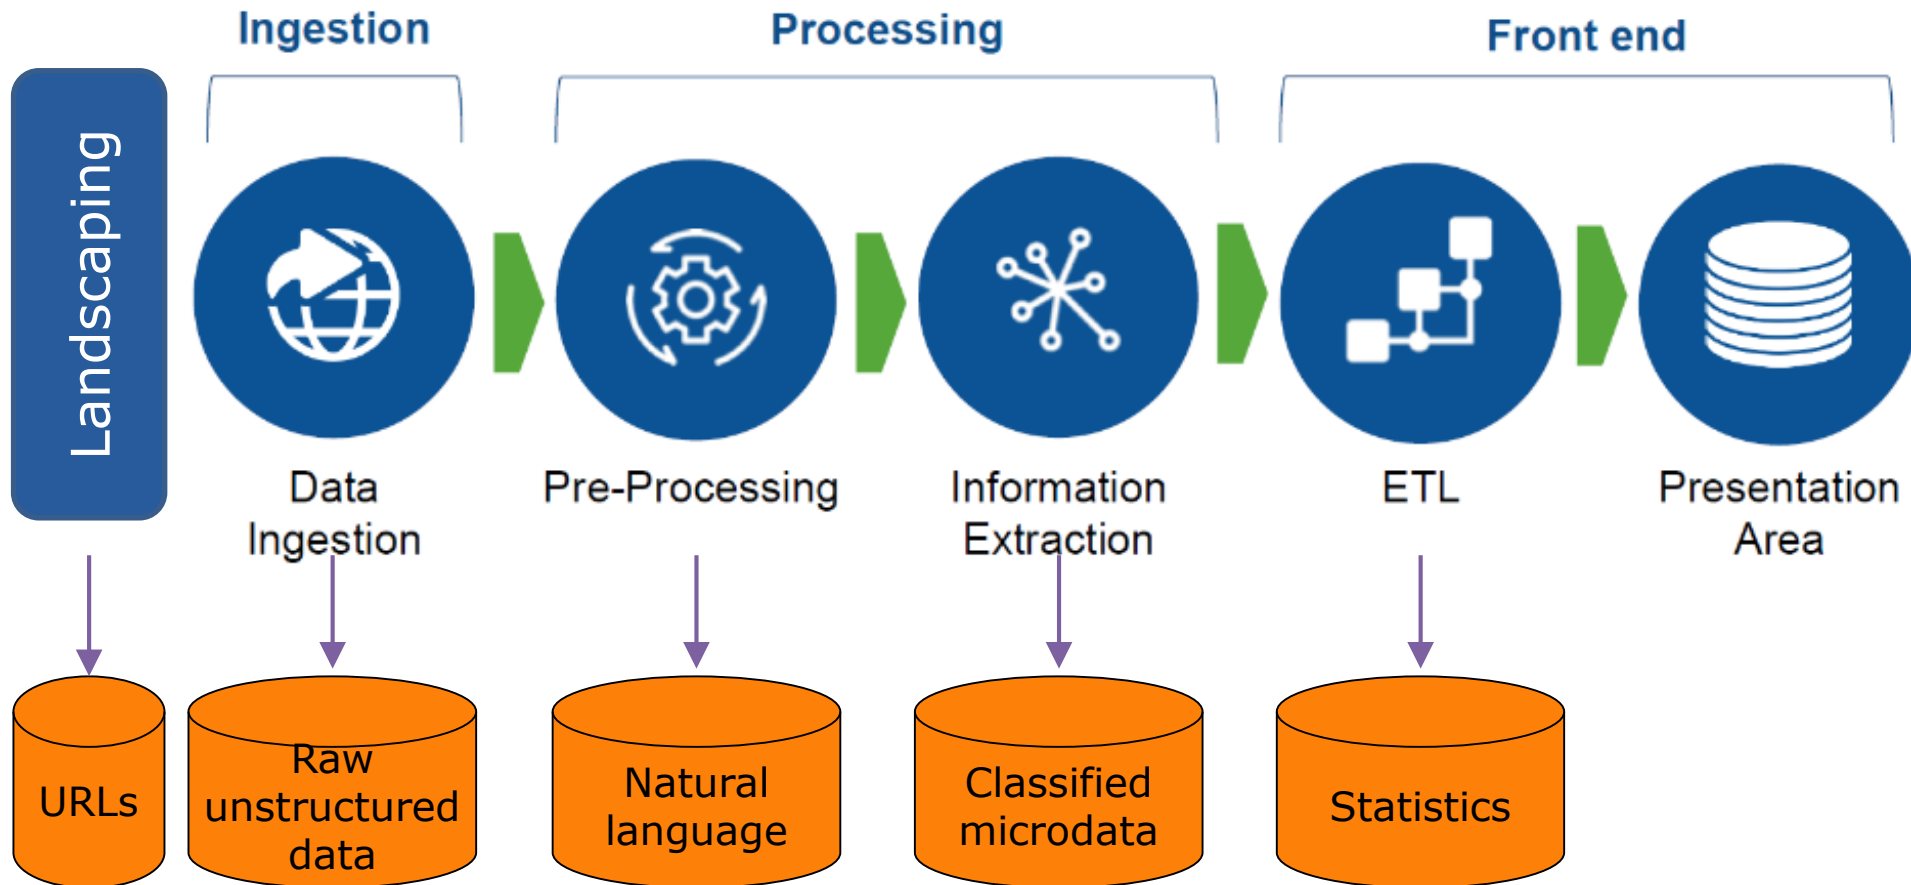 Ingestion
Processing
Front end
Landscaping
Data
Ingestion
Pre-Processing
Information
Extraction
ETL
Presentation
Area
URLs
Raw
unstructured
data
Natural
language
Classified
microdata
Statistics